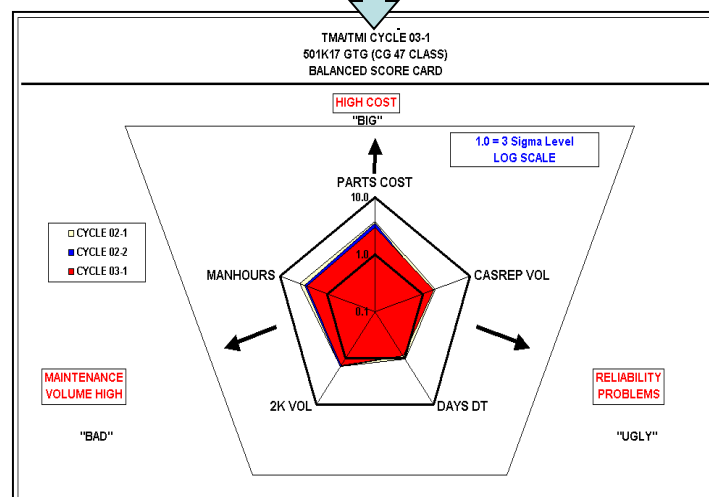 TMA/TMI CYCLE 03-1
501K17 GTG (CG 47 CLASS)
BALANCED SCORE CARD
HIGH COST
"BIG"
1.0 = 3 Sigma Level
LOG SCALE
PARTS COST
10.0
CYCLE 02-1
CYCLE 02-2
CYCLE 03-1
MANHOURS
1.0
CASREP VOL
0.1
MAINTENANCE
VOLUME HIGH
RELIABILITY
PROBLEMS
2K VOL
DAYS DT
"BAD"
"UGLY"